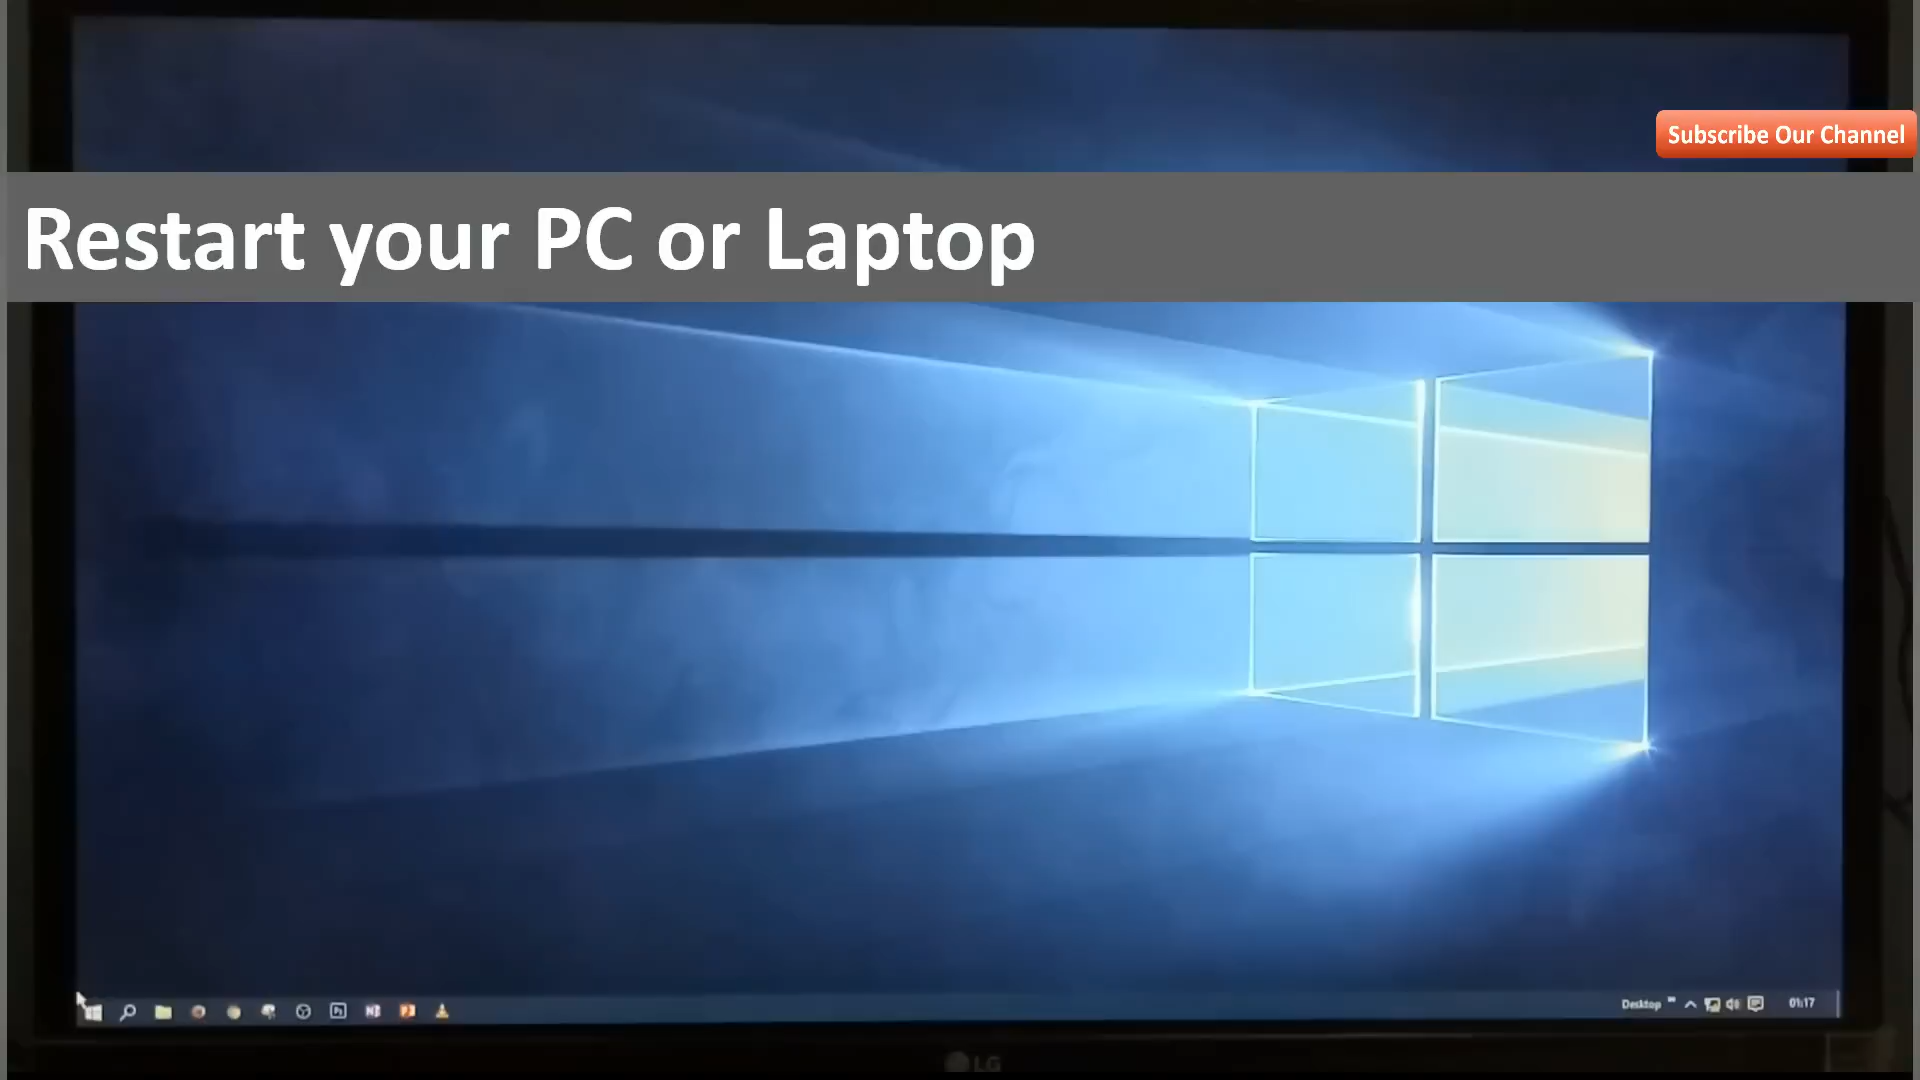 Subscribe Our Channel
Restart your PC or Laptop
Desktop
01:17
LG